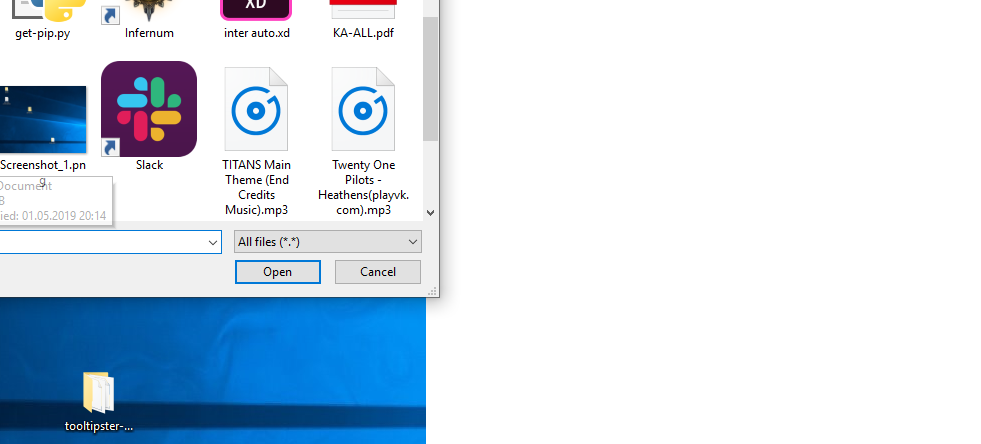 XD
get-pip.py
Infernum
inter auto.xd
KA-ALL.pdf
Screenshot_1.pn
g
Slack
TITANS Main
Theme (End
Credits
Music).mp3
Twenty One
Pilots -
Heathens(playvk.
com).mp3
Document
ied: 01.05.2019 20:14
All files (*.*)
Open
Cancel
tooltipster-...